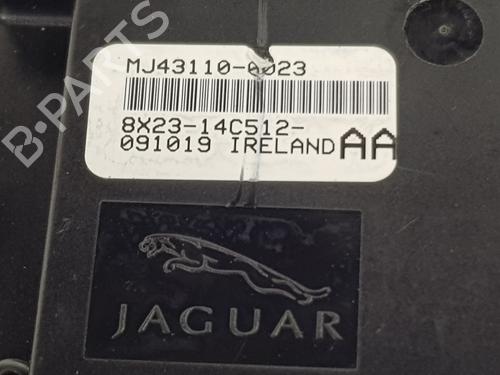 B-PARTS
MJ43110-0023
8X23-14C512-
091019 IRELAND AA
JAGUAR